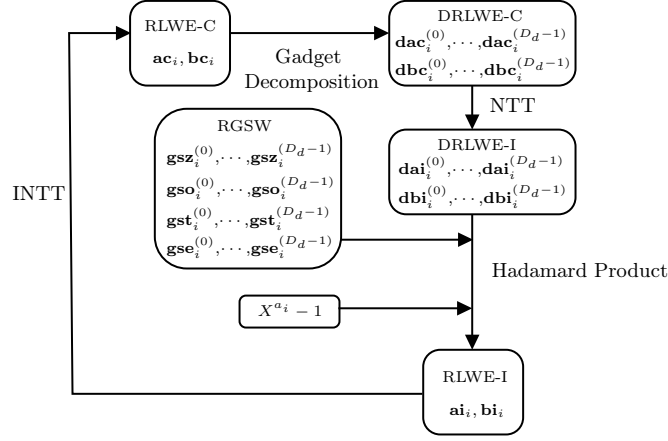 RLWE-C
ac_i, bc_i
Gadget
Decomposition
DRLWE-C
dac_i^{(0)},···,dac_i^{(D_d−1)}
dbc_i^{(0)},···,dbc_i^{(D_d−1)}
NTT
RGSW
gsz_i^{(0)},···,gsz_i^{(D_d−1)}
gso_i^{(0)},···,gso_i^{(D_d−1)}
gst_i^{(0)},···,gst_i^{(D_d−1)}
gse_i^{(0)},···,gse_i^{(D_d−1)}
DRLWE-I
dai_i^{(0)},···,dai_i^{(D_d−1)}
dbi_i^{(0)},···,dbi_i^{(D_d−1)}
INTT
Hadamard Product
X^{a_i} − 1
RLWE-I
ai_i, bi_i